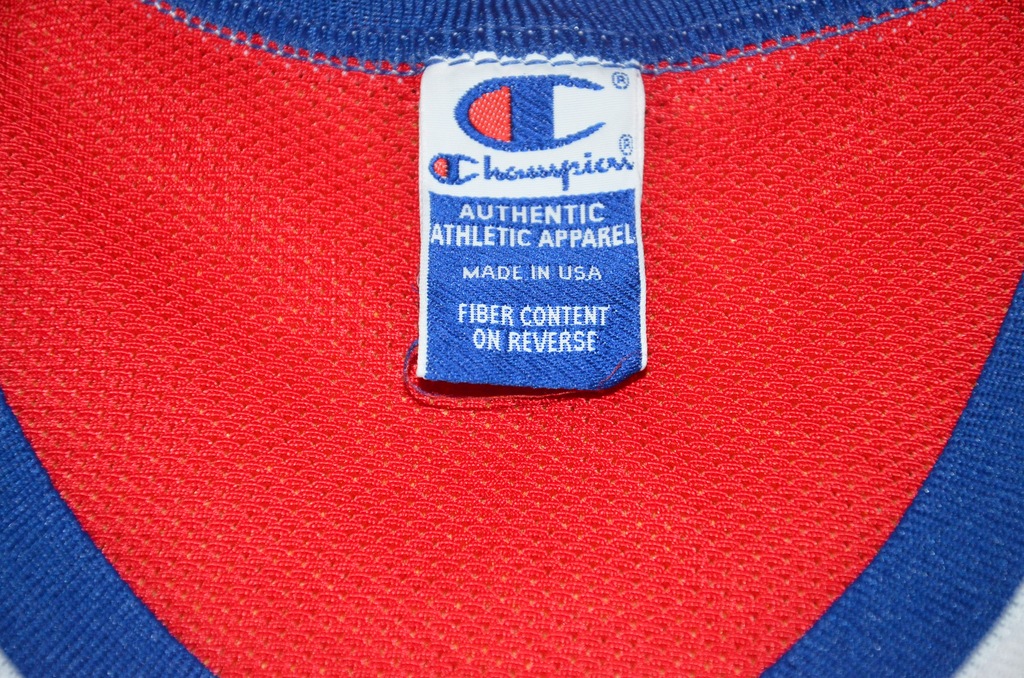 ®
Champion®
AUTHENTIC
ATHLETIC APPAREL
MADE IN USA
FIBER CONTENT
ON REVERSE